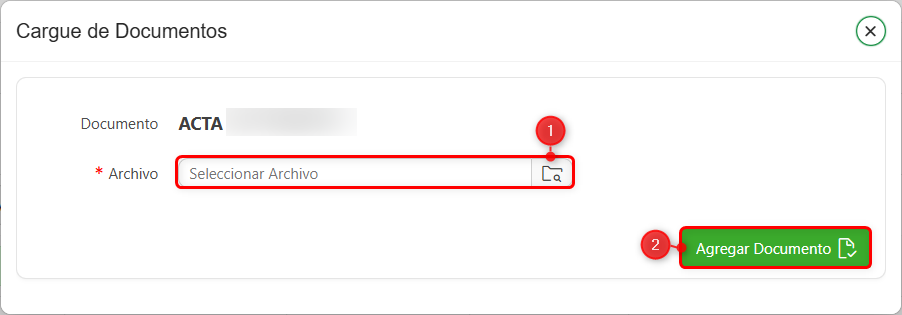 Cargue de Documentos
Documento ACTA
1
* Archivo Seleccionar Archivo
2 Agregar Documento